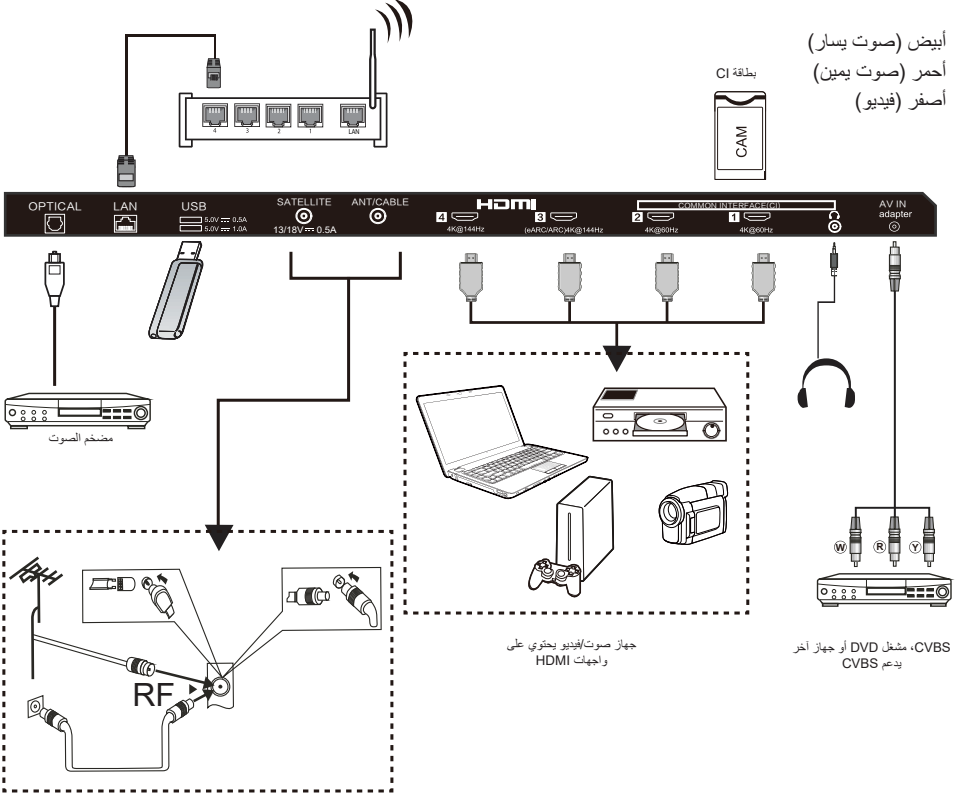 أبيض (صوت يسار)
أحمر (صوت يمين)
أصفر (فيديو)
بطاقة CI
CAM
4 3 2 1 LAN
OPTICAL
LAN
USB
5.0V ⎓ 0.5A
5.0V ⎓ 1.0A
SATELLITE
13/18V ⎓ 0.5A
ANT/CABLE
HDMI
4
4K@144Hz
3
(eARC/ARC)4K@144Hz
COMMON INTERFACE(CI)
2
4K@60Hz
1
4K@60Hz
AV IN
adapter
مضخم الصوت
RF
جهاز صوت/فيديو يحتوي على
واجهات HDMI
W R Y
CVBS، مشغل DVD أو جهاز آخر
يدعم CVBS